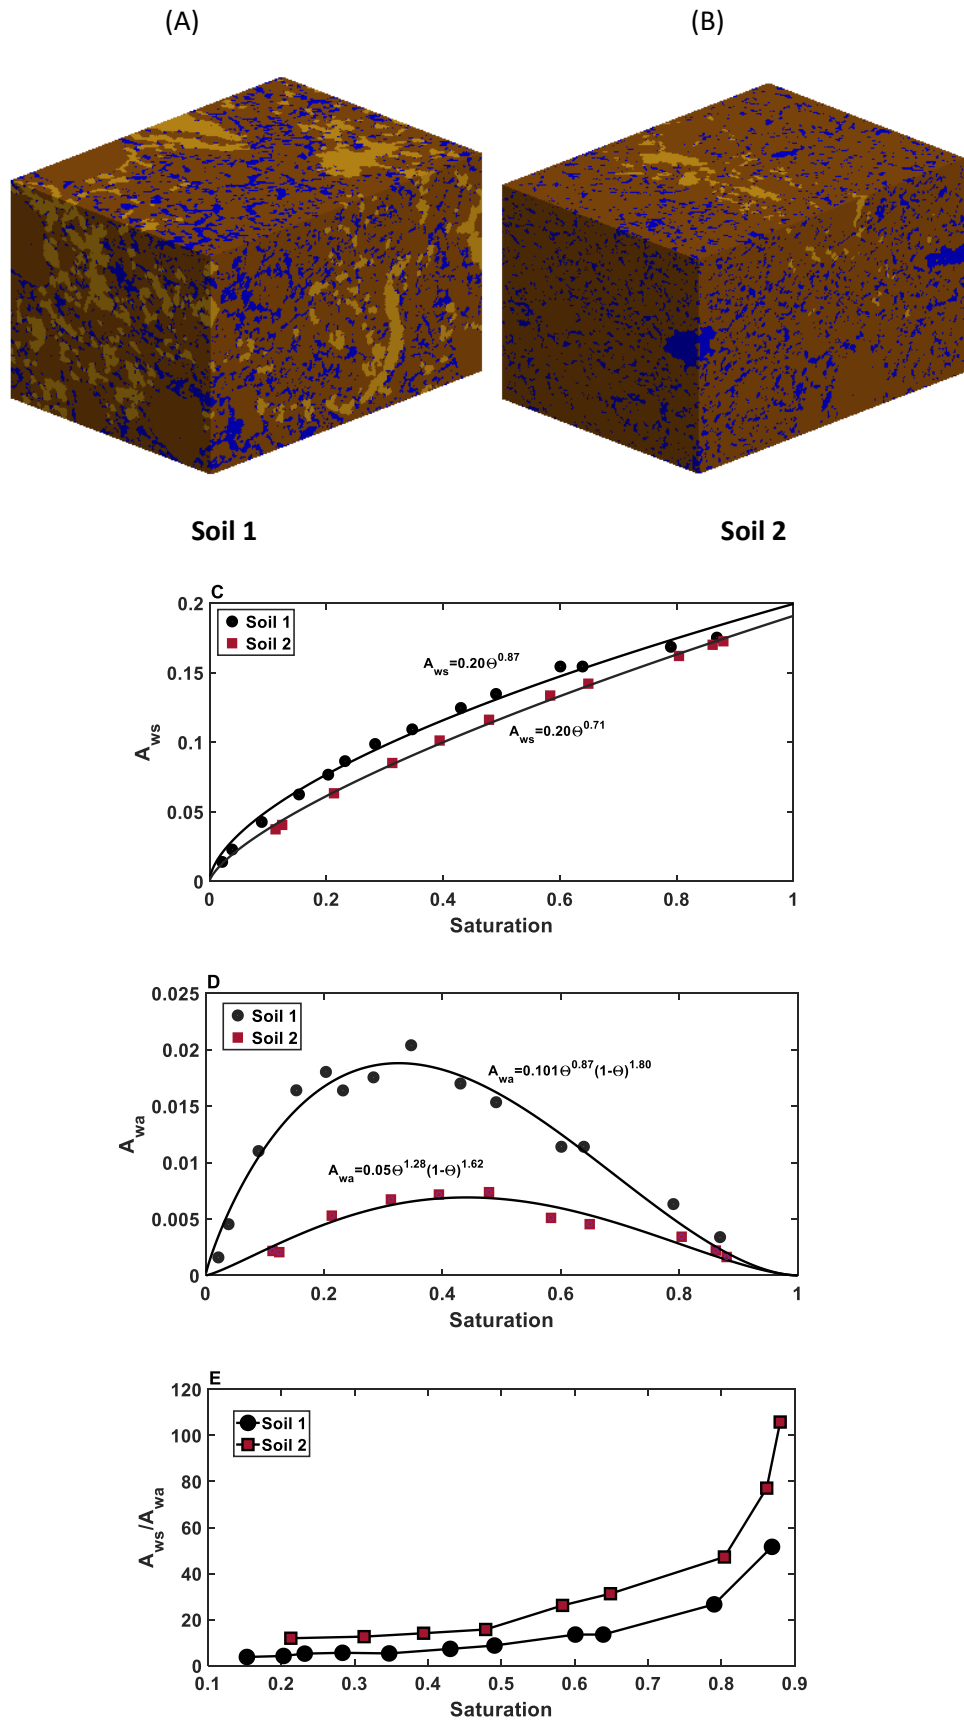 (A) (B)
Soil 1 Soil 2
C
0.2
0.15
0.1
0.05
0
A_ws
Soil 1
Soil 2
A_ws=0.20Θ^0.87
A_ws=0.20Θ^0.71
0 0.2 0.4 0.6 0.8 1
Saturation
D
0.025
0.02
0.015
0.01
0.005
0
A_wa
Soil 1
Soil 2
A_wa=0.101Θ^0.87(1-Θ)^1.80
A_wa=0.05Θ^1.28(1-Θ)^1.62
0 0.2 0.4 0.6 0.8 1
Saturation
E
120
100
80
60
40
20
0
A_ws/A_wa
Soil 1
Soil 2
0.1 0.2 0.3 0.4 0.5 0.6 0.7 0.8 0.9
Saturation